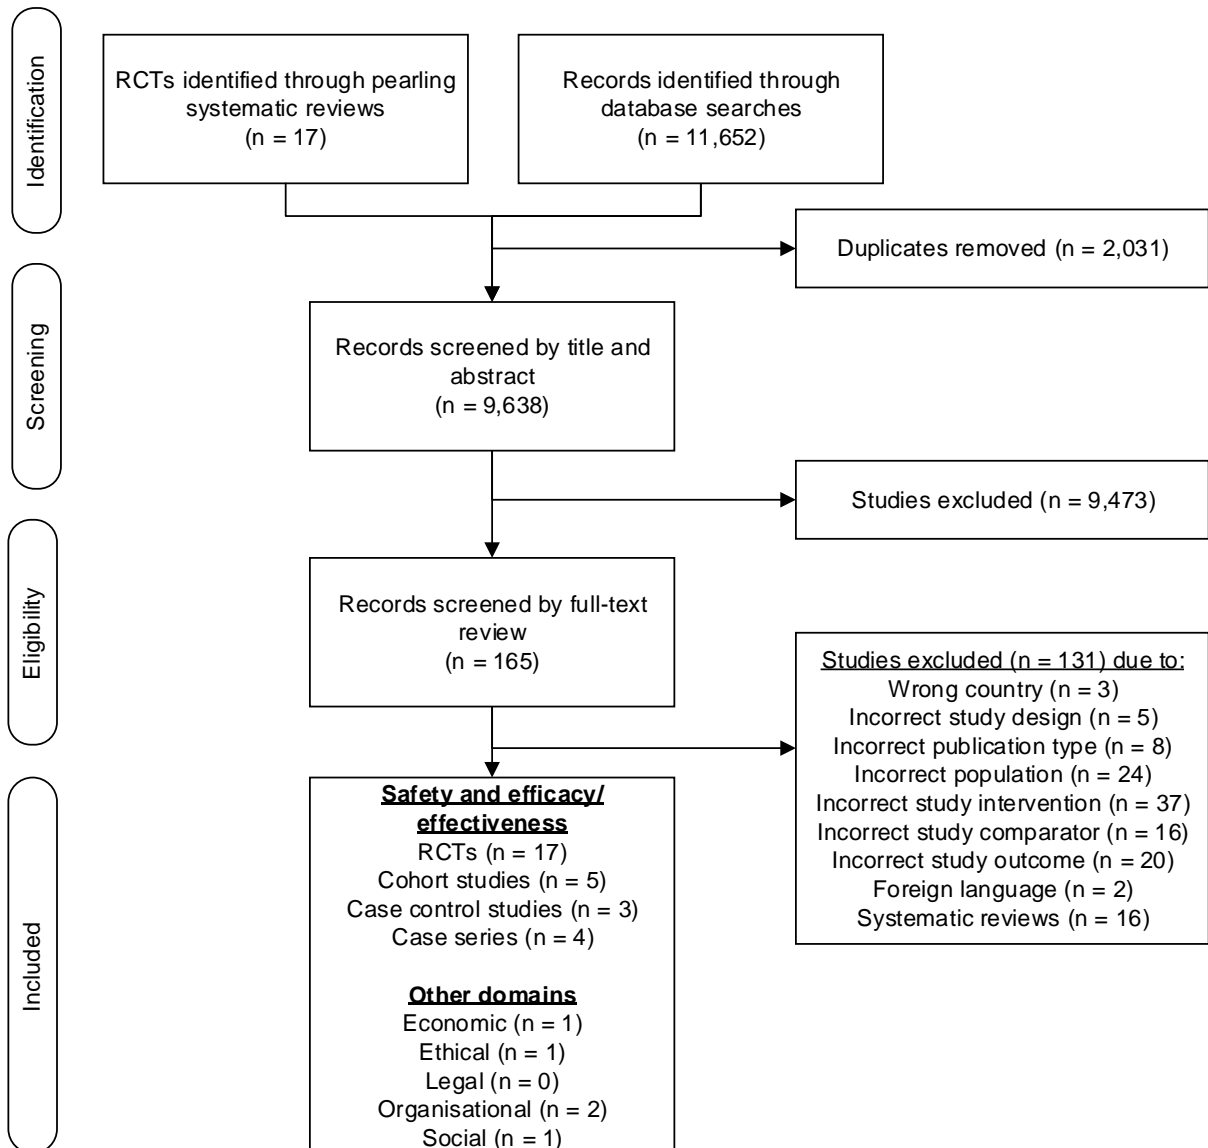 Identification
RCTs identified through pearling
systematic reviews
(n = 17)
Records identified through
database searches
(n = 11,652)
Duplicates removed (n = 2,031)
Screening
Records screened by title and
abstract
(n = 9,638)
Studies excluded (n = 9,473)
Eligibility
Records screened by full-text
review
(n = 165)
Studies excluded (n = 131) due to:
Wrong country (n = 3)
Incorrect study design (n = 5)
Incorrect publication type (n = 8)
Incorrect population (n = 24)
Incorrect study intervention (n = 37)
Incorrect study comparator (n = 16)
Incorrect study outcome (n = 20)
Foreign language (n = 2)
Systematic reviews (n = 16)
Included
Safety and efficacy/
effectiveness
RCTs (n = 17)
Cohort studies (n = 5)
Case control studies (n = 3)
Case series (n = 4)
Other domains
Economic (n = 1)
Ethical (n = 1)
Legal (n = 0)
Organisational (n = 2)
Social (n = 1)